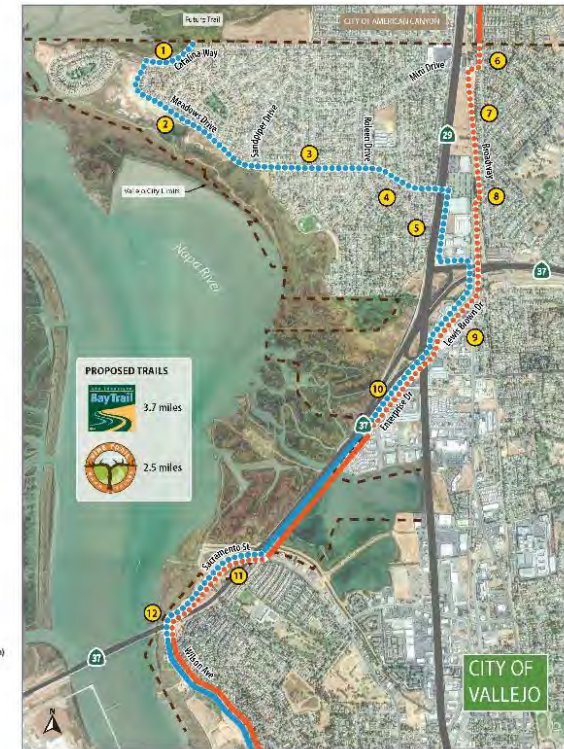 Future Trail
CITY OF AMERICAN CANYON
1
Catalina Way
6
Mini Drive
7
Meadows Drive
2
Sandpiper Drive
3
Roleen Drive
29
Broadway
Vallejo City Limits
4
8
5
Napa River
37
Lewis Brown Dr
9
PROPOSED TRAILS
Bay Trail
3.7 miles
10
37
Enterprise Dr
2.5 miles
Sacramento St
11
12
Wilson Ave
37
CITY OF
VALLEJO
N